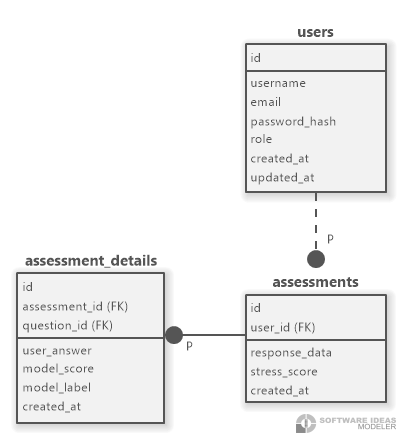 users
id
username
email
password_hash
role
created_at
updated_at
p
assessment_details
id
assessment_id (FK)
question_id (FK)
user_answer
model_score
model_label
created_at
p
assessments
id
user_id (FK)
response_data
stress_score
created_at
SOFTWARE IDEAS
MODELER